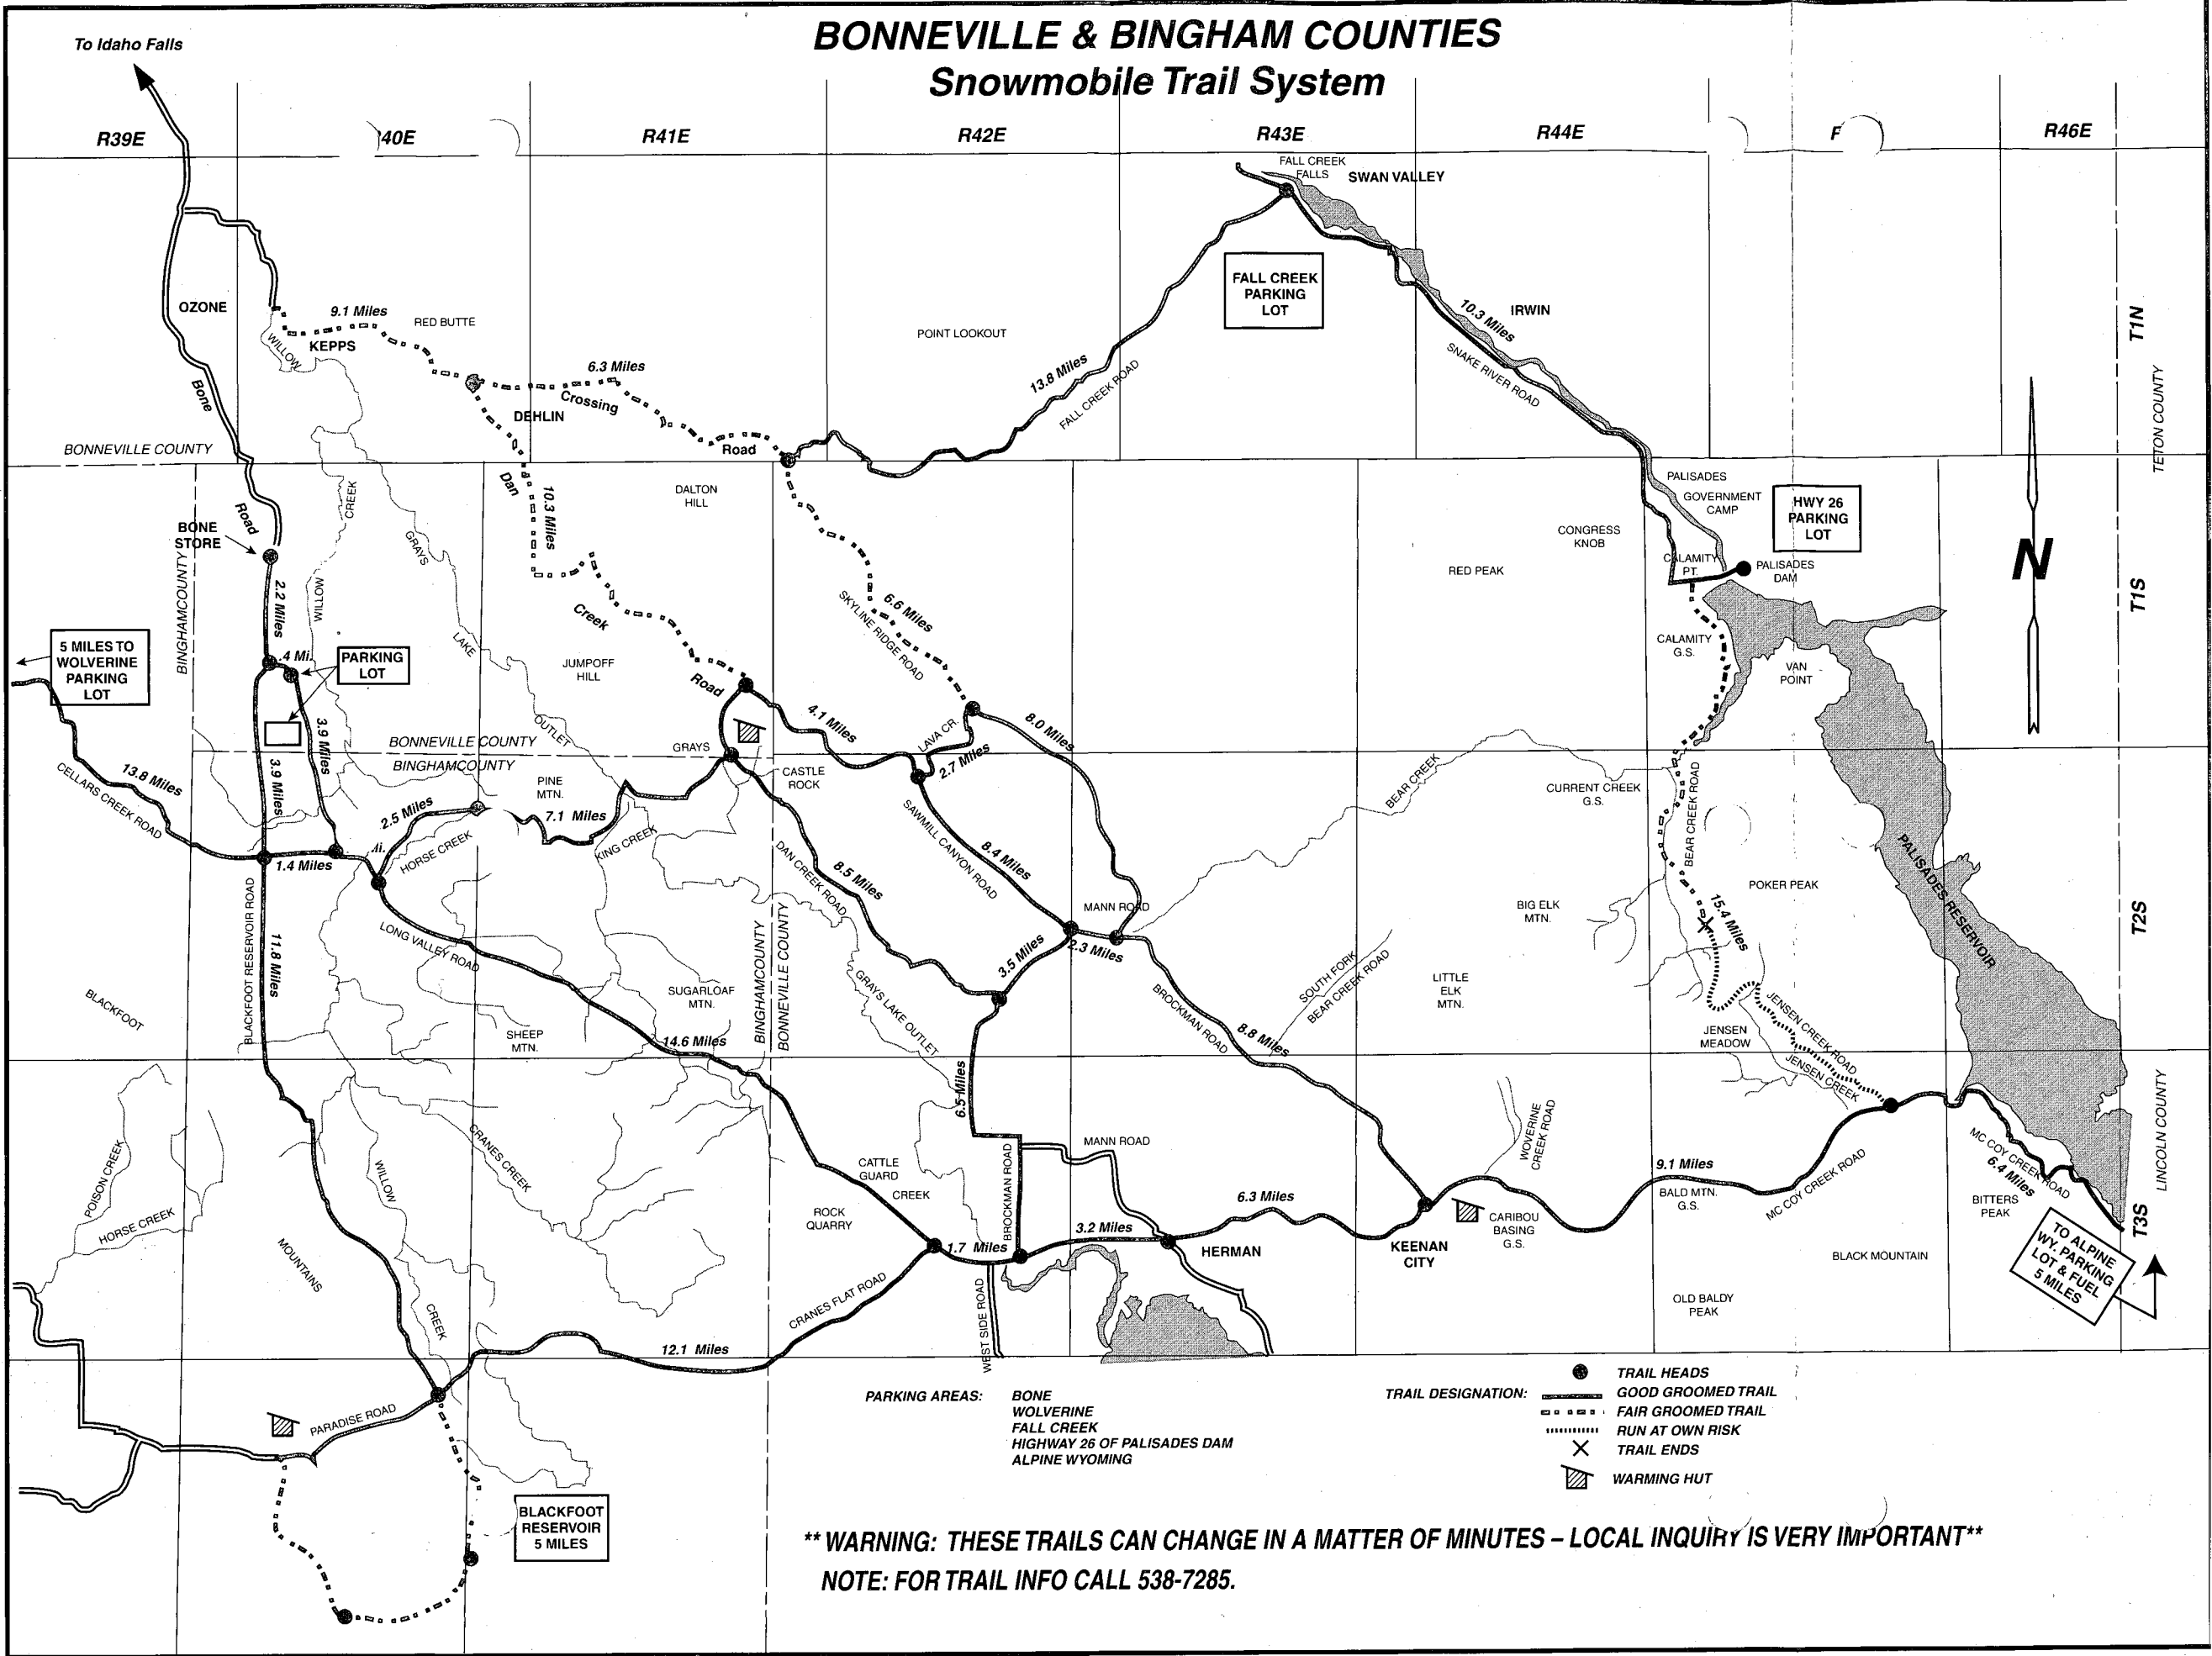 BONNEVILLE & BINGHAM COUNTIES
Snowmobile Trail System
To Idaho Falls
R39E
40E
R41E
R42E
R43E
R44E
R46E
FALL CREEK
FALLS
SWAN VALLEY
FALL CREEK
PARKING
LOT
OZONE
9.1 Miles
RED BUTTE
KEPPS
WILLOW
POINT LOOKOUT
10.3 Miles
IRWIN
SNAKE RIVER ROAD
T1N
TETON COUNTY
6.3 Miles
Crossing
DEHLIN
Road
13.8 Miles
FALL CREEK ROAD
Bone
BONNEVILLE COUNTY
Road
BONE
STORE
BINGHAMCOUNTY
CREEK
WILLOW
GRAYS
LAKE
OUTLET
Dan
10.3 Miles
Creek
Road
DALTON
HILL
JUMPOFF
HILL
6.6 Miles
SKYLINE RIDGE ROAD
CONGRESS
KNOB
RED PEAK
PALISADES
GOVERNMENT
CAMP
HWY 26
PARKING
LOT
CALAMITY
PT.
PALISADES
DAM
N
T1S
CALAMITY
G.S.
VAN
POINT
2.2 Miles
.4 Mi.
PARKING
LOT
5 MILES TO
WOLVERINE
PARKING
LOT
3.9 Miles
3.9 Miles
BONNEVILLE COUNTY
BINGHAMCOUNTY
GRAYS
4.1 Miles
LAVA CR.
2.7 Miles
8.0 Miles
CASTLE
ROCK
PINE
MTN.
13.8 Miles
CELLARS CREEK ROAD
2.5 Miles
HORSE CREEK
7.1 Miles
KING CREEK
1.4 Miles
SAWMILL CANYON ROAD
8.4 Miles
DAN CREEK ROAD
8.5 Miles
BEAR CREEK
CURRENT CREEK
G.S.
BEAR CREEK ROAD
PALISADES RESERVOIR
POKER PEAK
BIG ELK
MTN.
15.4 Miles
T2S
MANN ROAD
2.3 Miles
3.5 Miles
BLACKFOOT RESERVOIR ROAD
11.8 Miles
LONG VALLEY ROAD
BLACKFOOT
SUGARLOAF
MTN.
SHEEP
MTN.
BINGHAMCOUNTY
BONNEVILLE COUNTY
GRAYS LAKE OUTLET
14.6 Miles
BROCKMAN ROAD
8.8 Miles
SOUTH FORK
BEAR CREEK ROAD
LITTLE
ELK
MTN.
JENSEN
MEADOW
JENSEN CREEK ROAD
JENSEN CREEK
6.5 Miles
MANN ROAD
BROCKMAN ROAD
WOVERINE
CREEK ROAD
POISON CREEK
HORSE CREEK
CRANES CREEK
WILLOW
CREEK
MOUNTAINS
CATTLE
GUARD
CREEK
ROCK
QUARRY
1.7 Miles
3.2 Miles
HERMAN
6.3 Miles
KEENAN
CITY
CARIBOU
BASING
G.S.
9.1 Miles
BALD MTN.
G.S.
MC COY CREEK ROAD
MC COY CREEK ROAD
6.4 Miles
BITTERS
PEAK
BLACK MOUNTAIN
OLD BALDY
PEAK
LINCOLN COUNTY
T3S
TO ALPINE
WY. PARKING
LOT & FUEL
5 MILES
CRANES FLAT ROAD
WEST SIDE ROAD
12.1 Miles
PARADISE ROAD
BLACKFOOT
RESERVOIR
5 MILES
PARKING AREAS:
BONE
WOLVERINE
FALL CREEK
HIGHWAY 26 OF PALISADES DAM
ALPINE WYOMING
TRAIL DESIGNATION:
TRAIL HEADS
GOOD GROOMED TRAIL
FAIR GROOMED TRAIL
RUN AT OWN RISK
TRAIL ENDS
WARMING HUT
** WARNING: THESE TRAILS CAN CHANGE IN A MATTER OF MINUTES – LOCAL INQUIRY IS VERY IMPORTANT**
NOTE: FOR TRAIL INFO CALL 538-7285.